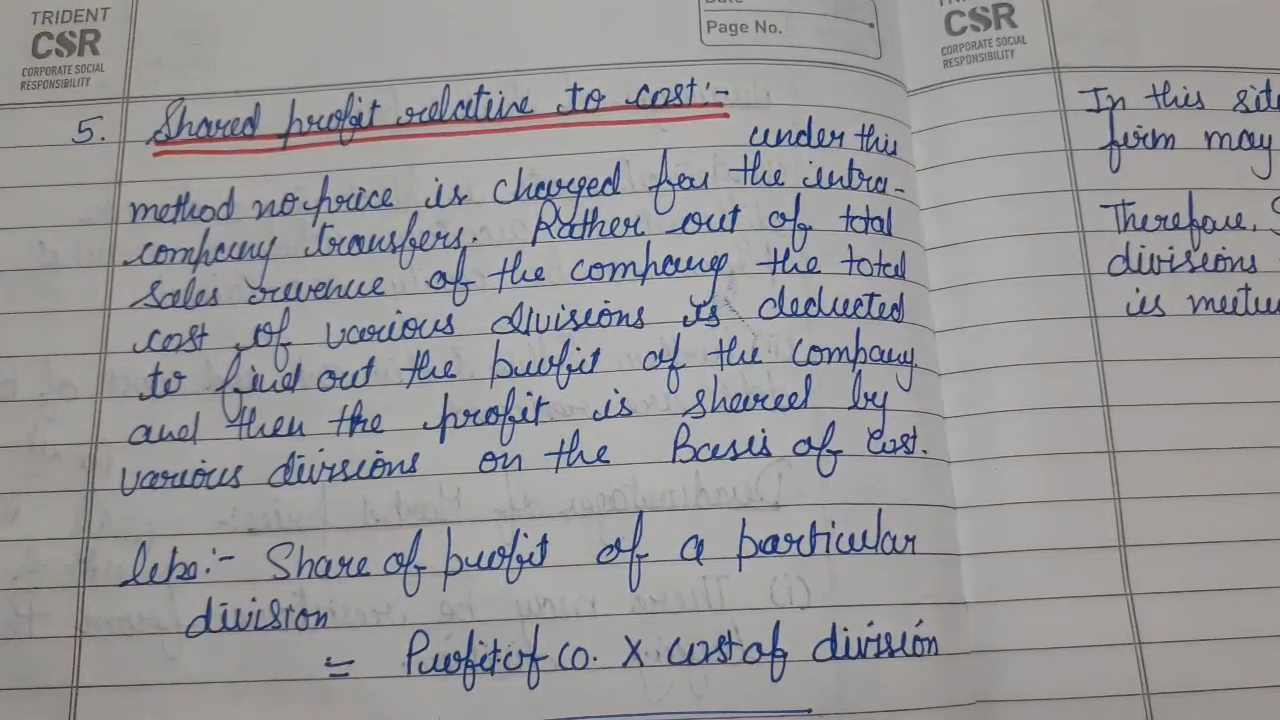 TRIDENT
CSR
CORPORATE SOCIAL
RESPONSIBILITY
Page No.
CSR
CORPORATE SOCIAL
RESPONSIBILITY
5. Shared profit relative to cost:-
under this
method no price is charged for the intra-
company transfers. Rather out of total
sales revenue of the company the total
cost of various divisions is deducted
to find out the profit of the company
and then the profit is shared by
various divisions on the Basis of cost.
Share of profit of a particular
division
= Profit of co. X cost of division
In this
firm may
Therefore,
divisions
is